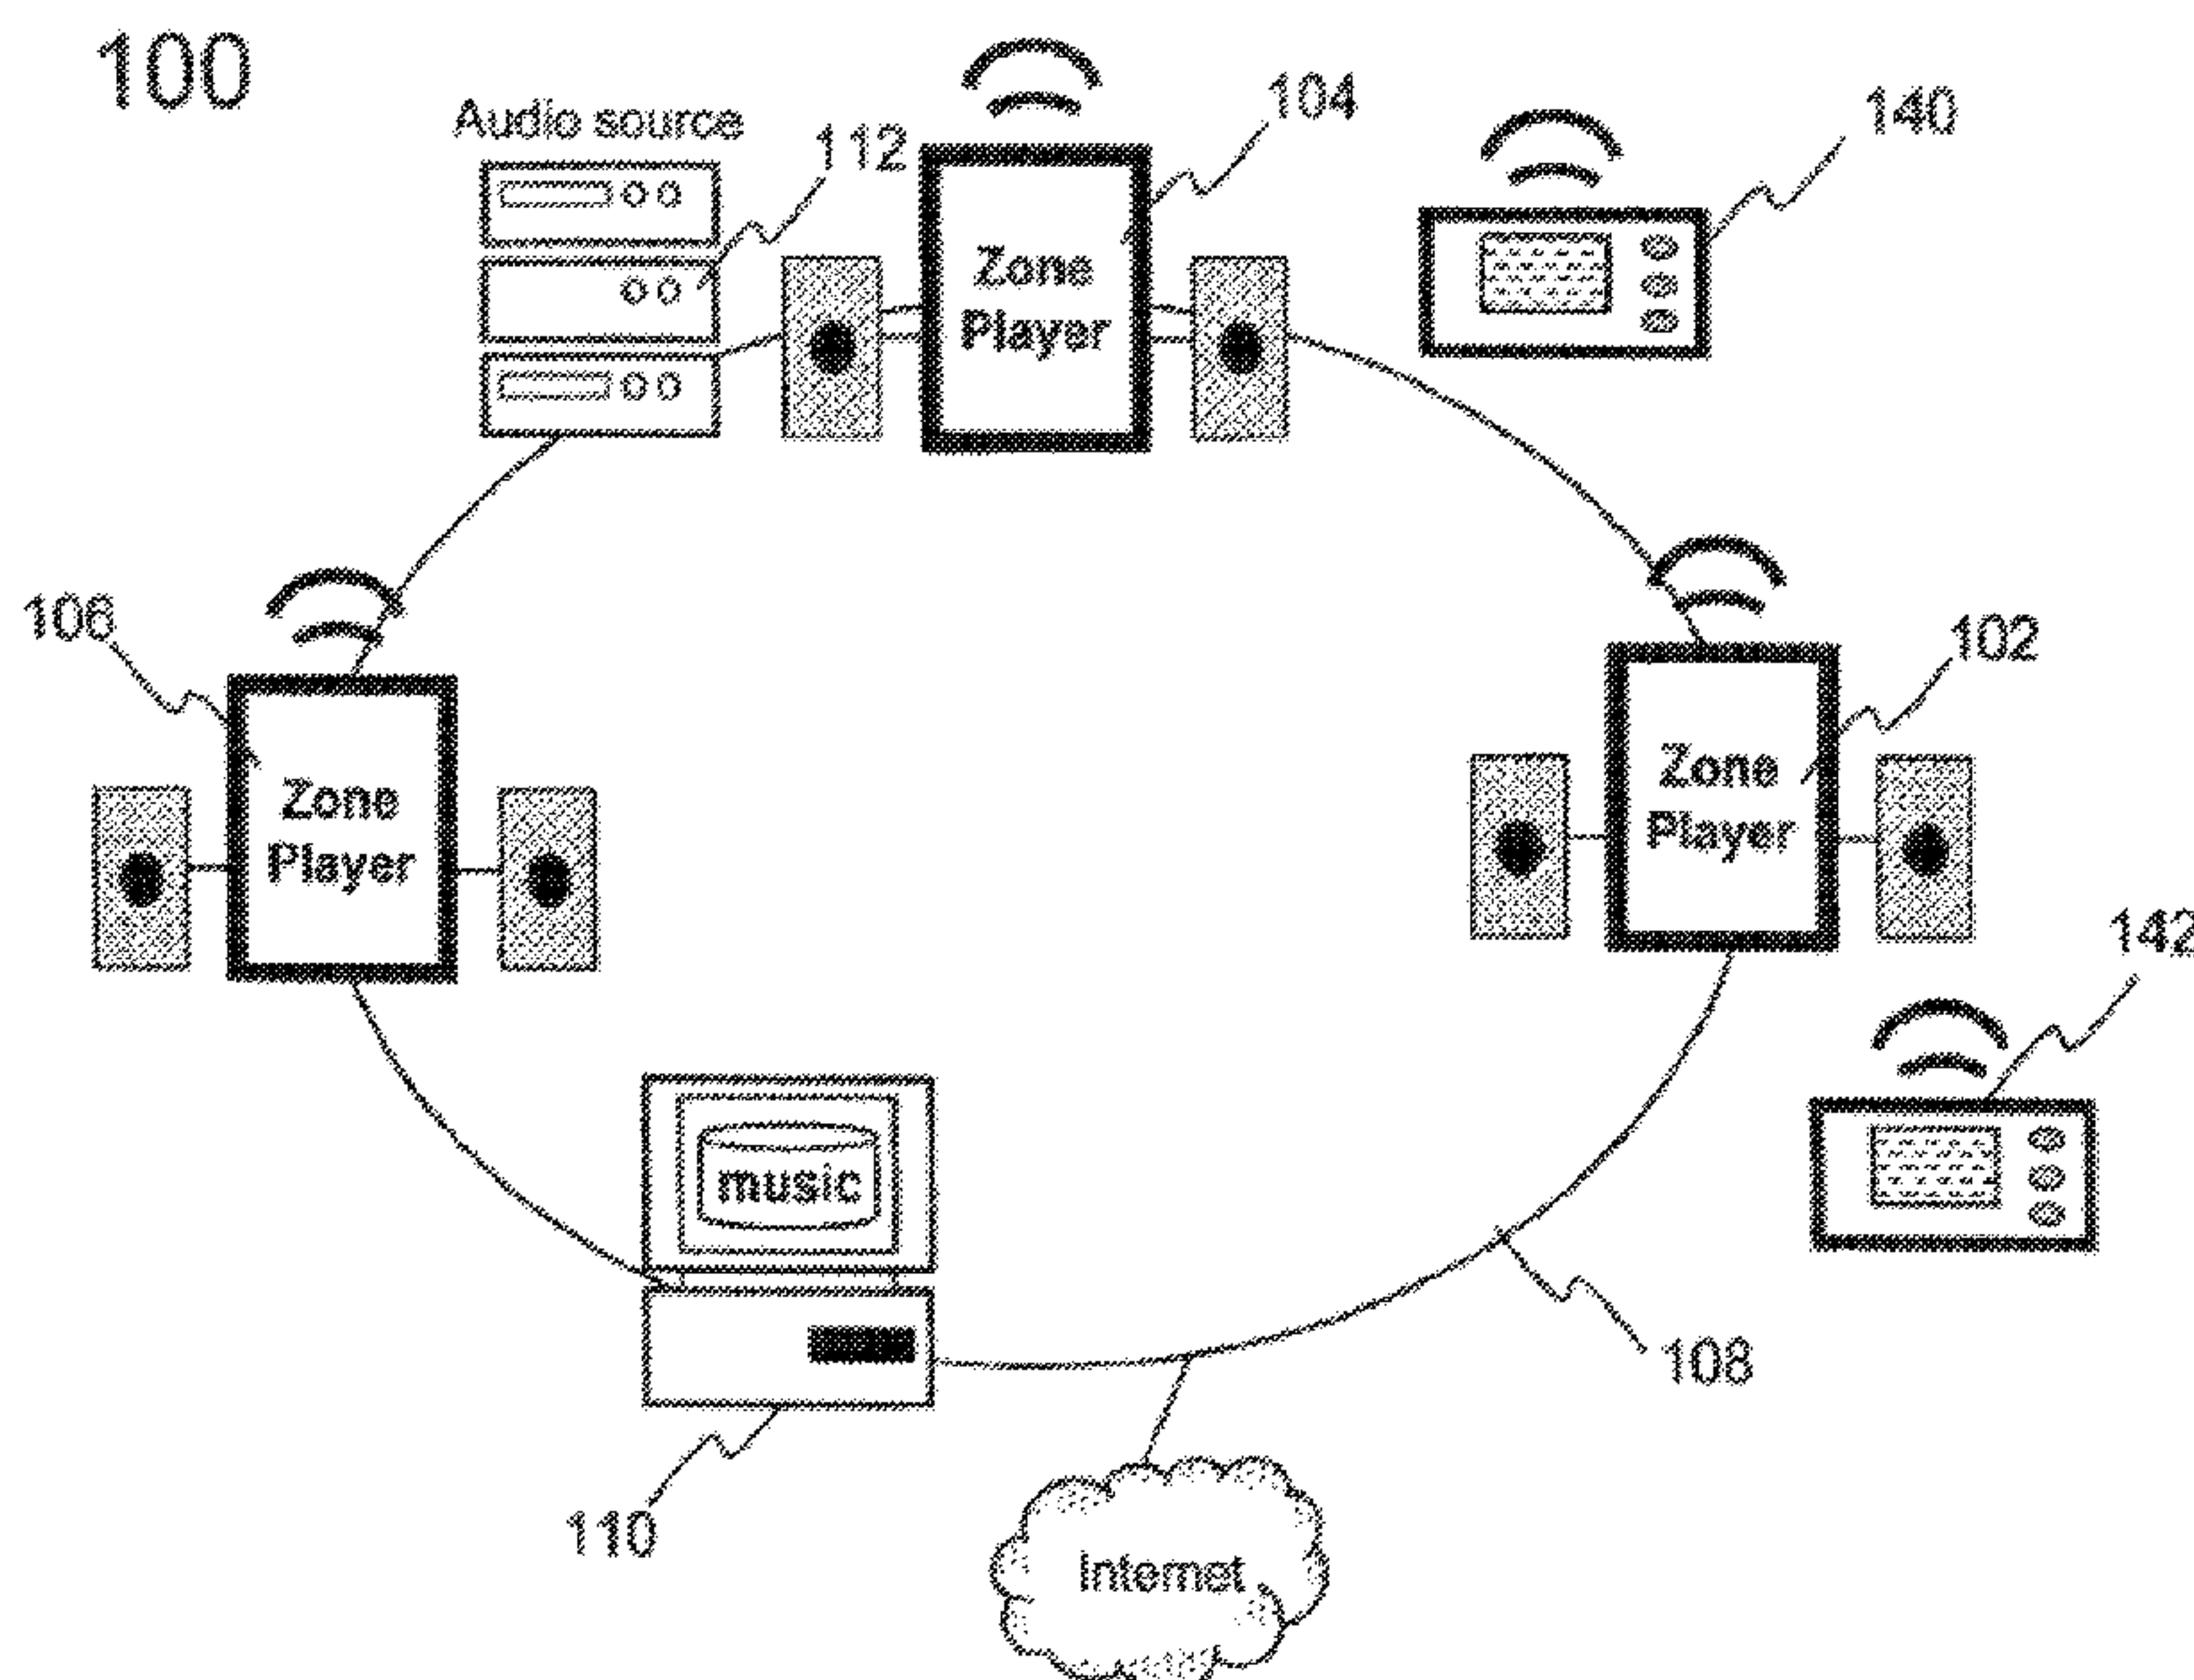 100
Audio source
112
104
140
Zone
Player
106
Zone
Player
102
Zone
Player
142
music
108
110
Internet